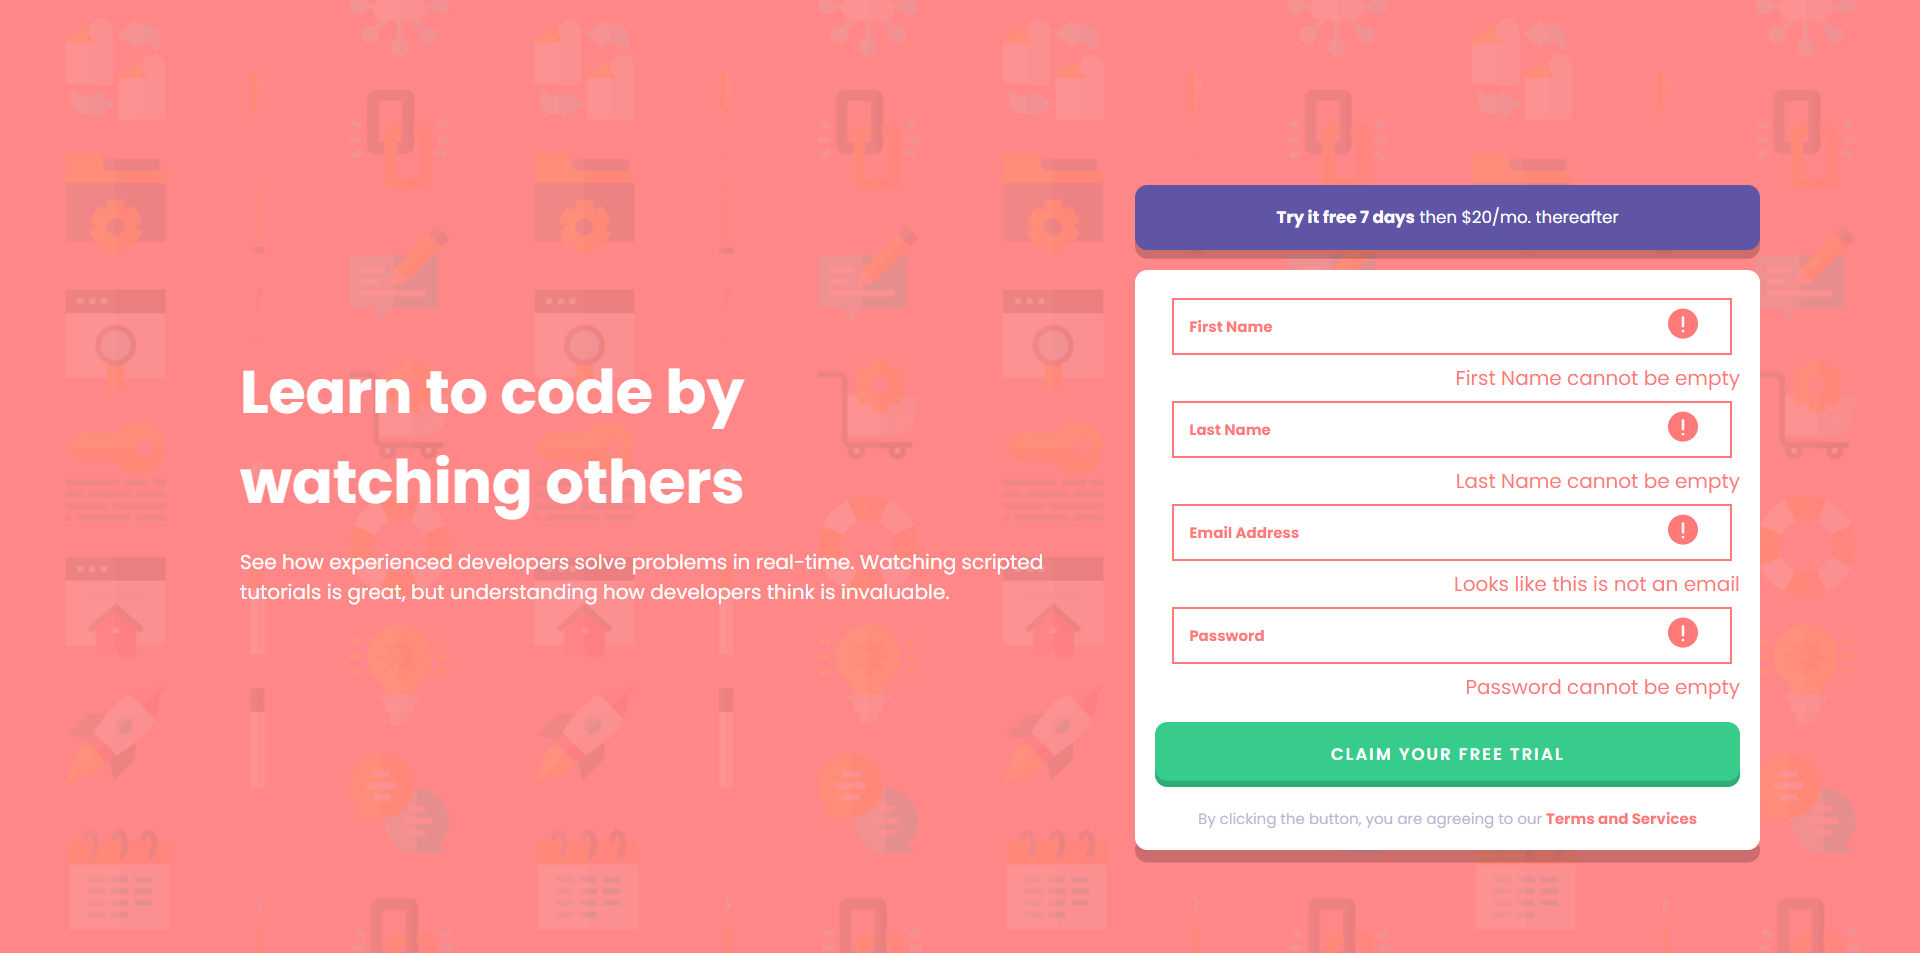 Learn to code by
watching others
See how experienced developers solve problems in real-time. Watching scripted
tutorials is great, but understanding how developers think is invaluable.
Try it free 7 days then $20/mo. thereafter
First Name
First Name cannot be empty
Last Name
Last Name cannot be empty
Email Address
Looks like this is not an email
Password
Password cannot be empty
CLAIM YOUR FREE TRIAL
By clicking the button, you are agreeing to our Terms and Services